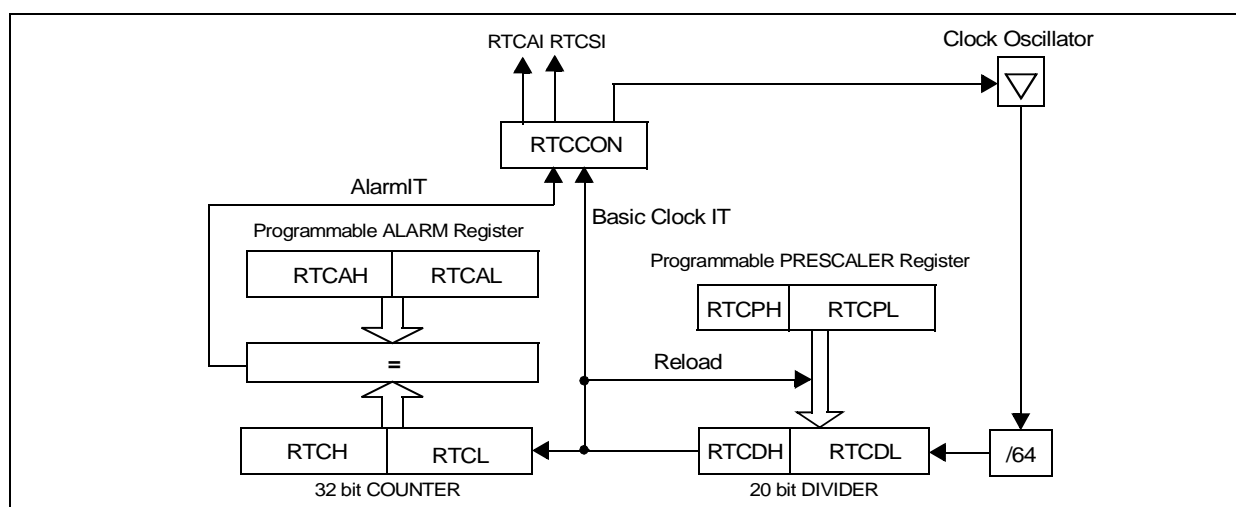 RTCAI RTCSI
Clock Oscillator
RTCCON
AlarmIT
Basic Clock IT
Programmable ALARM Register
RTCAH RTCAL
Programmable PRESCALER Register
RTCPH RTCPL
=
Reload
RTCH RTCL
RTCDH RTCDL
/64
32 bit COUNTER
20 bit DIVIDER